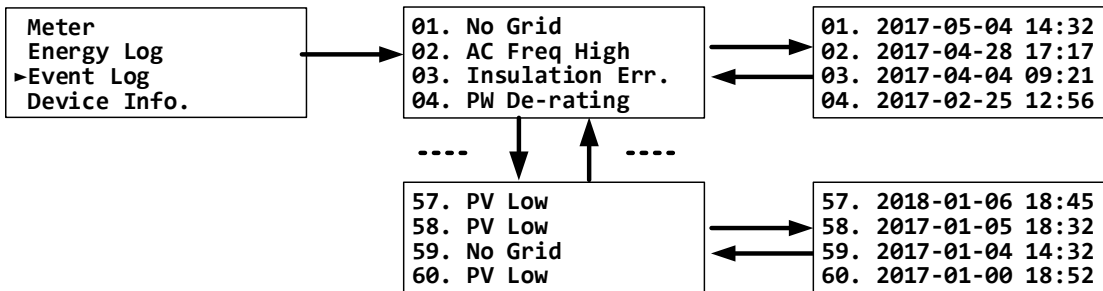 Meter
Energy Log
►Event Log
Device Info.
01. No Grid
02. AC Freq High
03. Insulation Err.
04. PW De-rating
01. 2017-05-04 14:32
02. 2017-04-28 17:17
03. 2017-04-04 09:21
04. 2017-02-25 12:56
---- ----
57. PV Low
58. PV Low
59. No Grid
60. PV Low
57. 2018-01-06 18:45
58. 2017-01-05 18:32
59. 2017-01-04 14:32
60. 2017-01-00 18:52